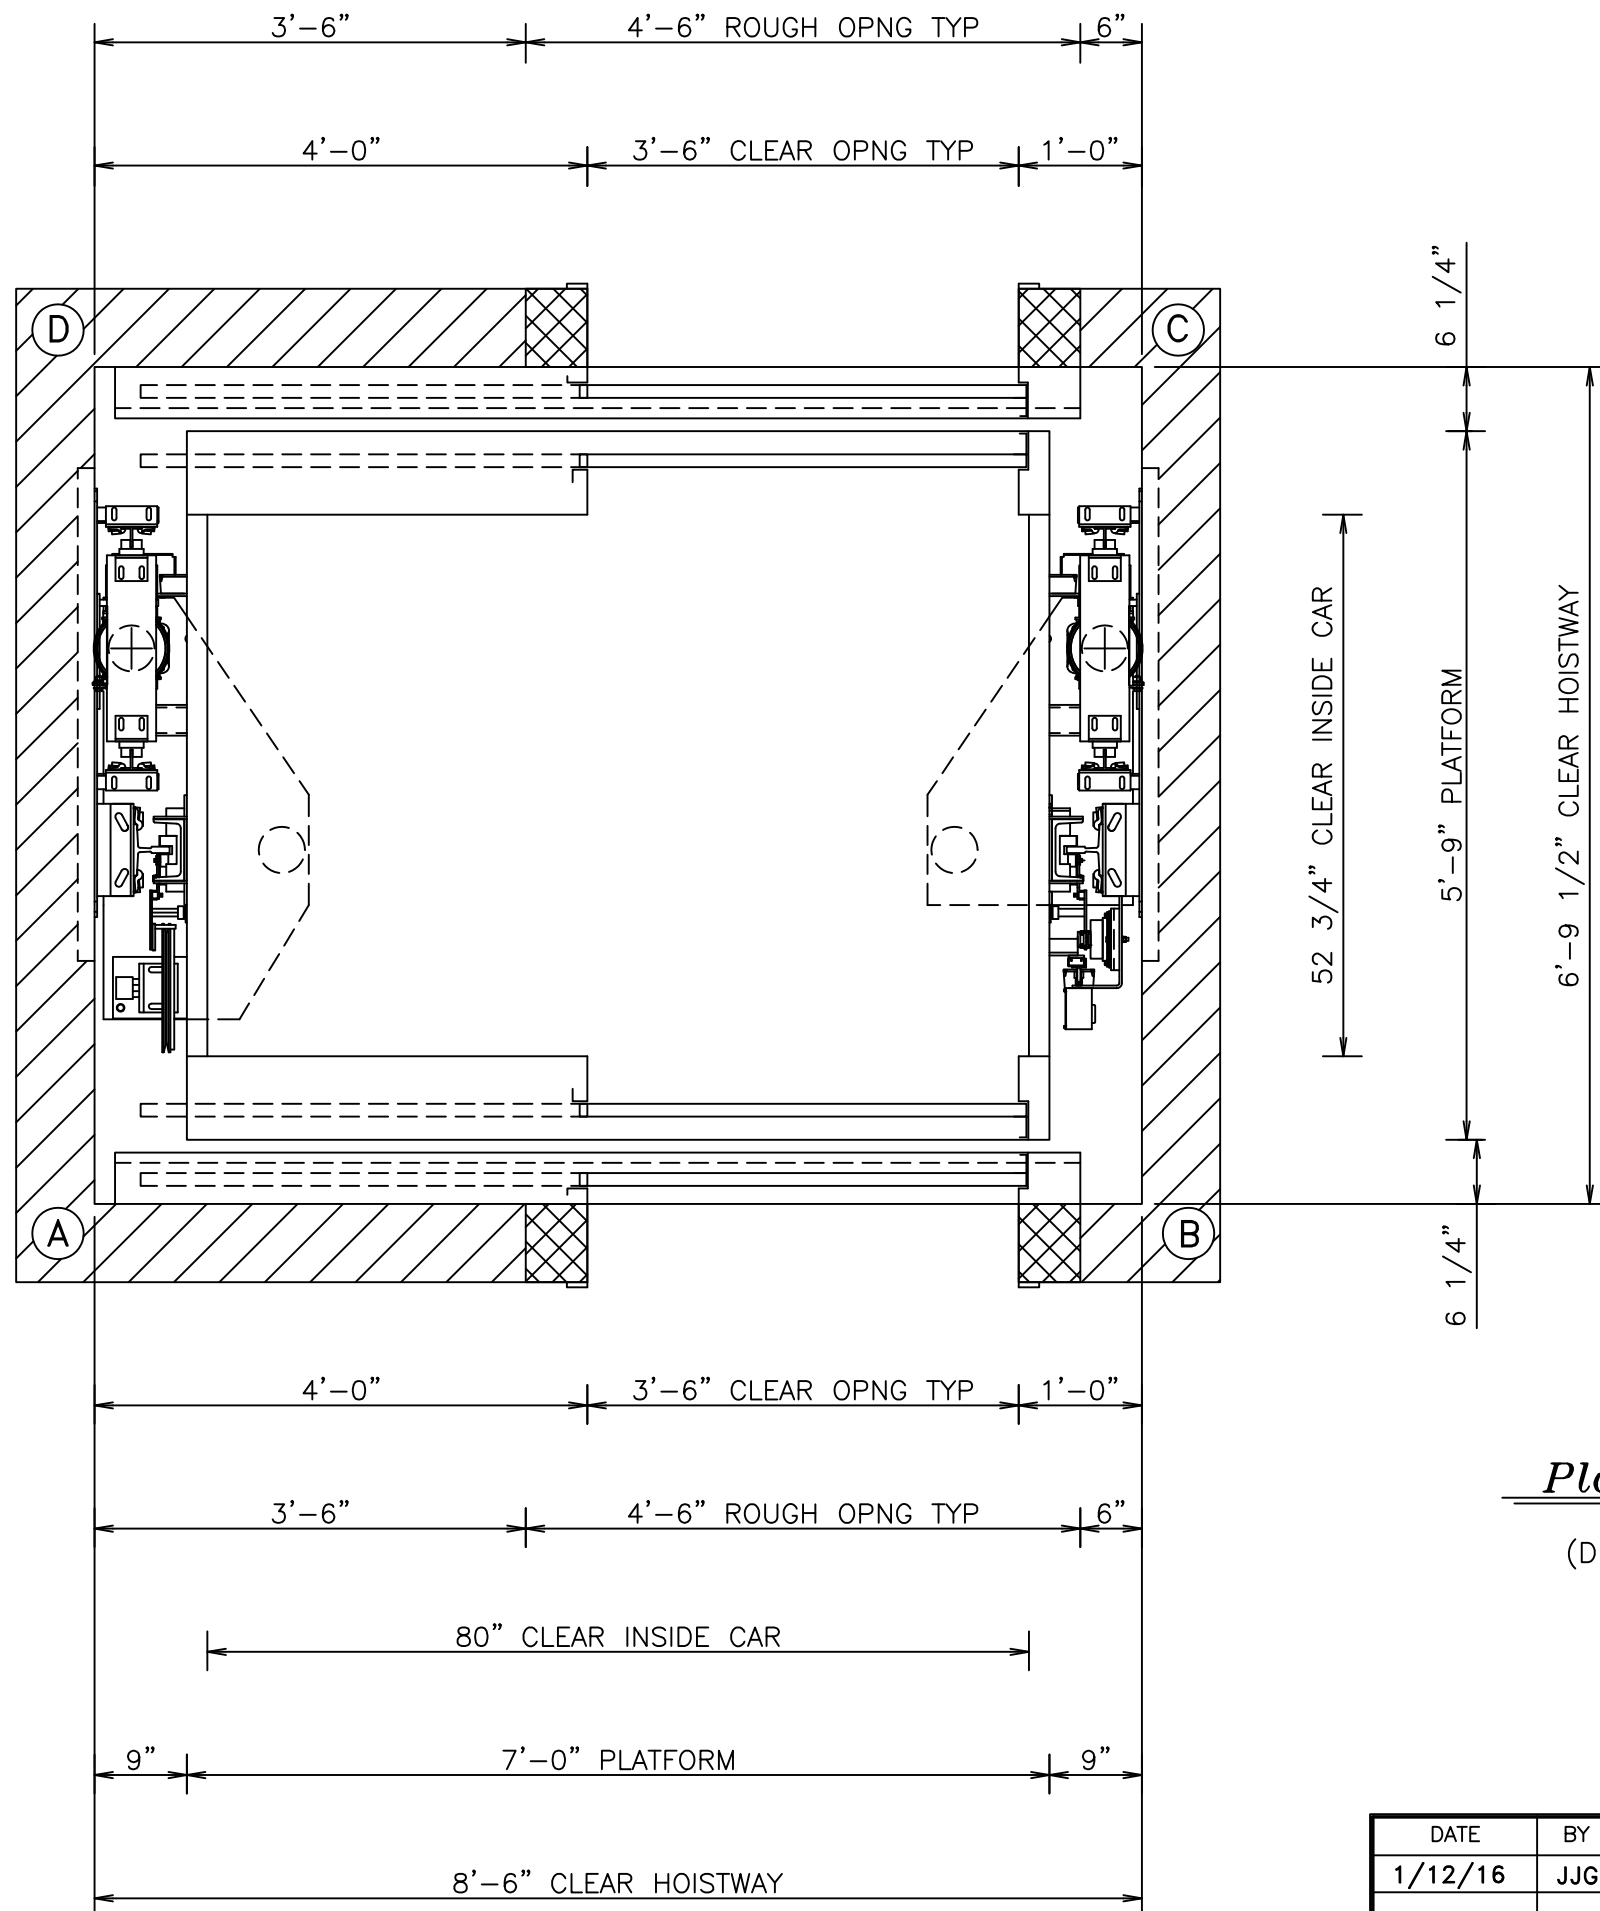 3'-6" 4'-6" ROUGH OPNG TYP 6"
4'-0" 3'-6" CLEAR OPNG TYP 1'-0"
6 1/4"
D C
52 3/4" CLEAR INSIDE CAR
5'-9" PLATFORM
6'-9 1/2" CLEAR HOISTWAY
A B
6 1/4"
4'-0" 3'-6" CLEAR OPNG TYP 1'-0"
3'-6" 4'-6" ROUGH OPNG TYP 6"
(D
80" CLEAR INSIDE CAR
9" 7'-0" PLATFORM 9"
8'-6" CLEAR HOISTWAY
DATE BY
1/12/16 JJG